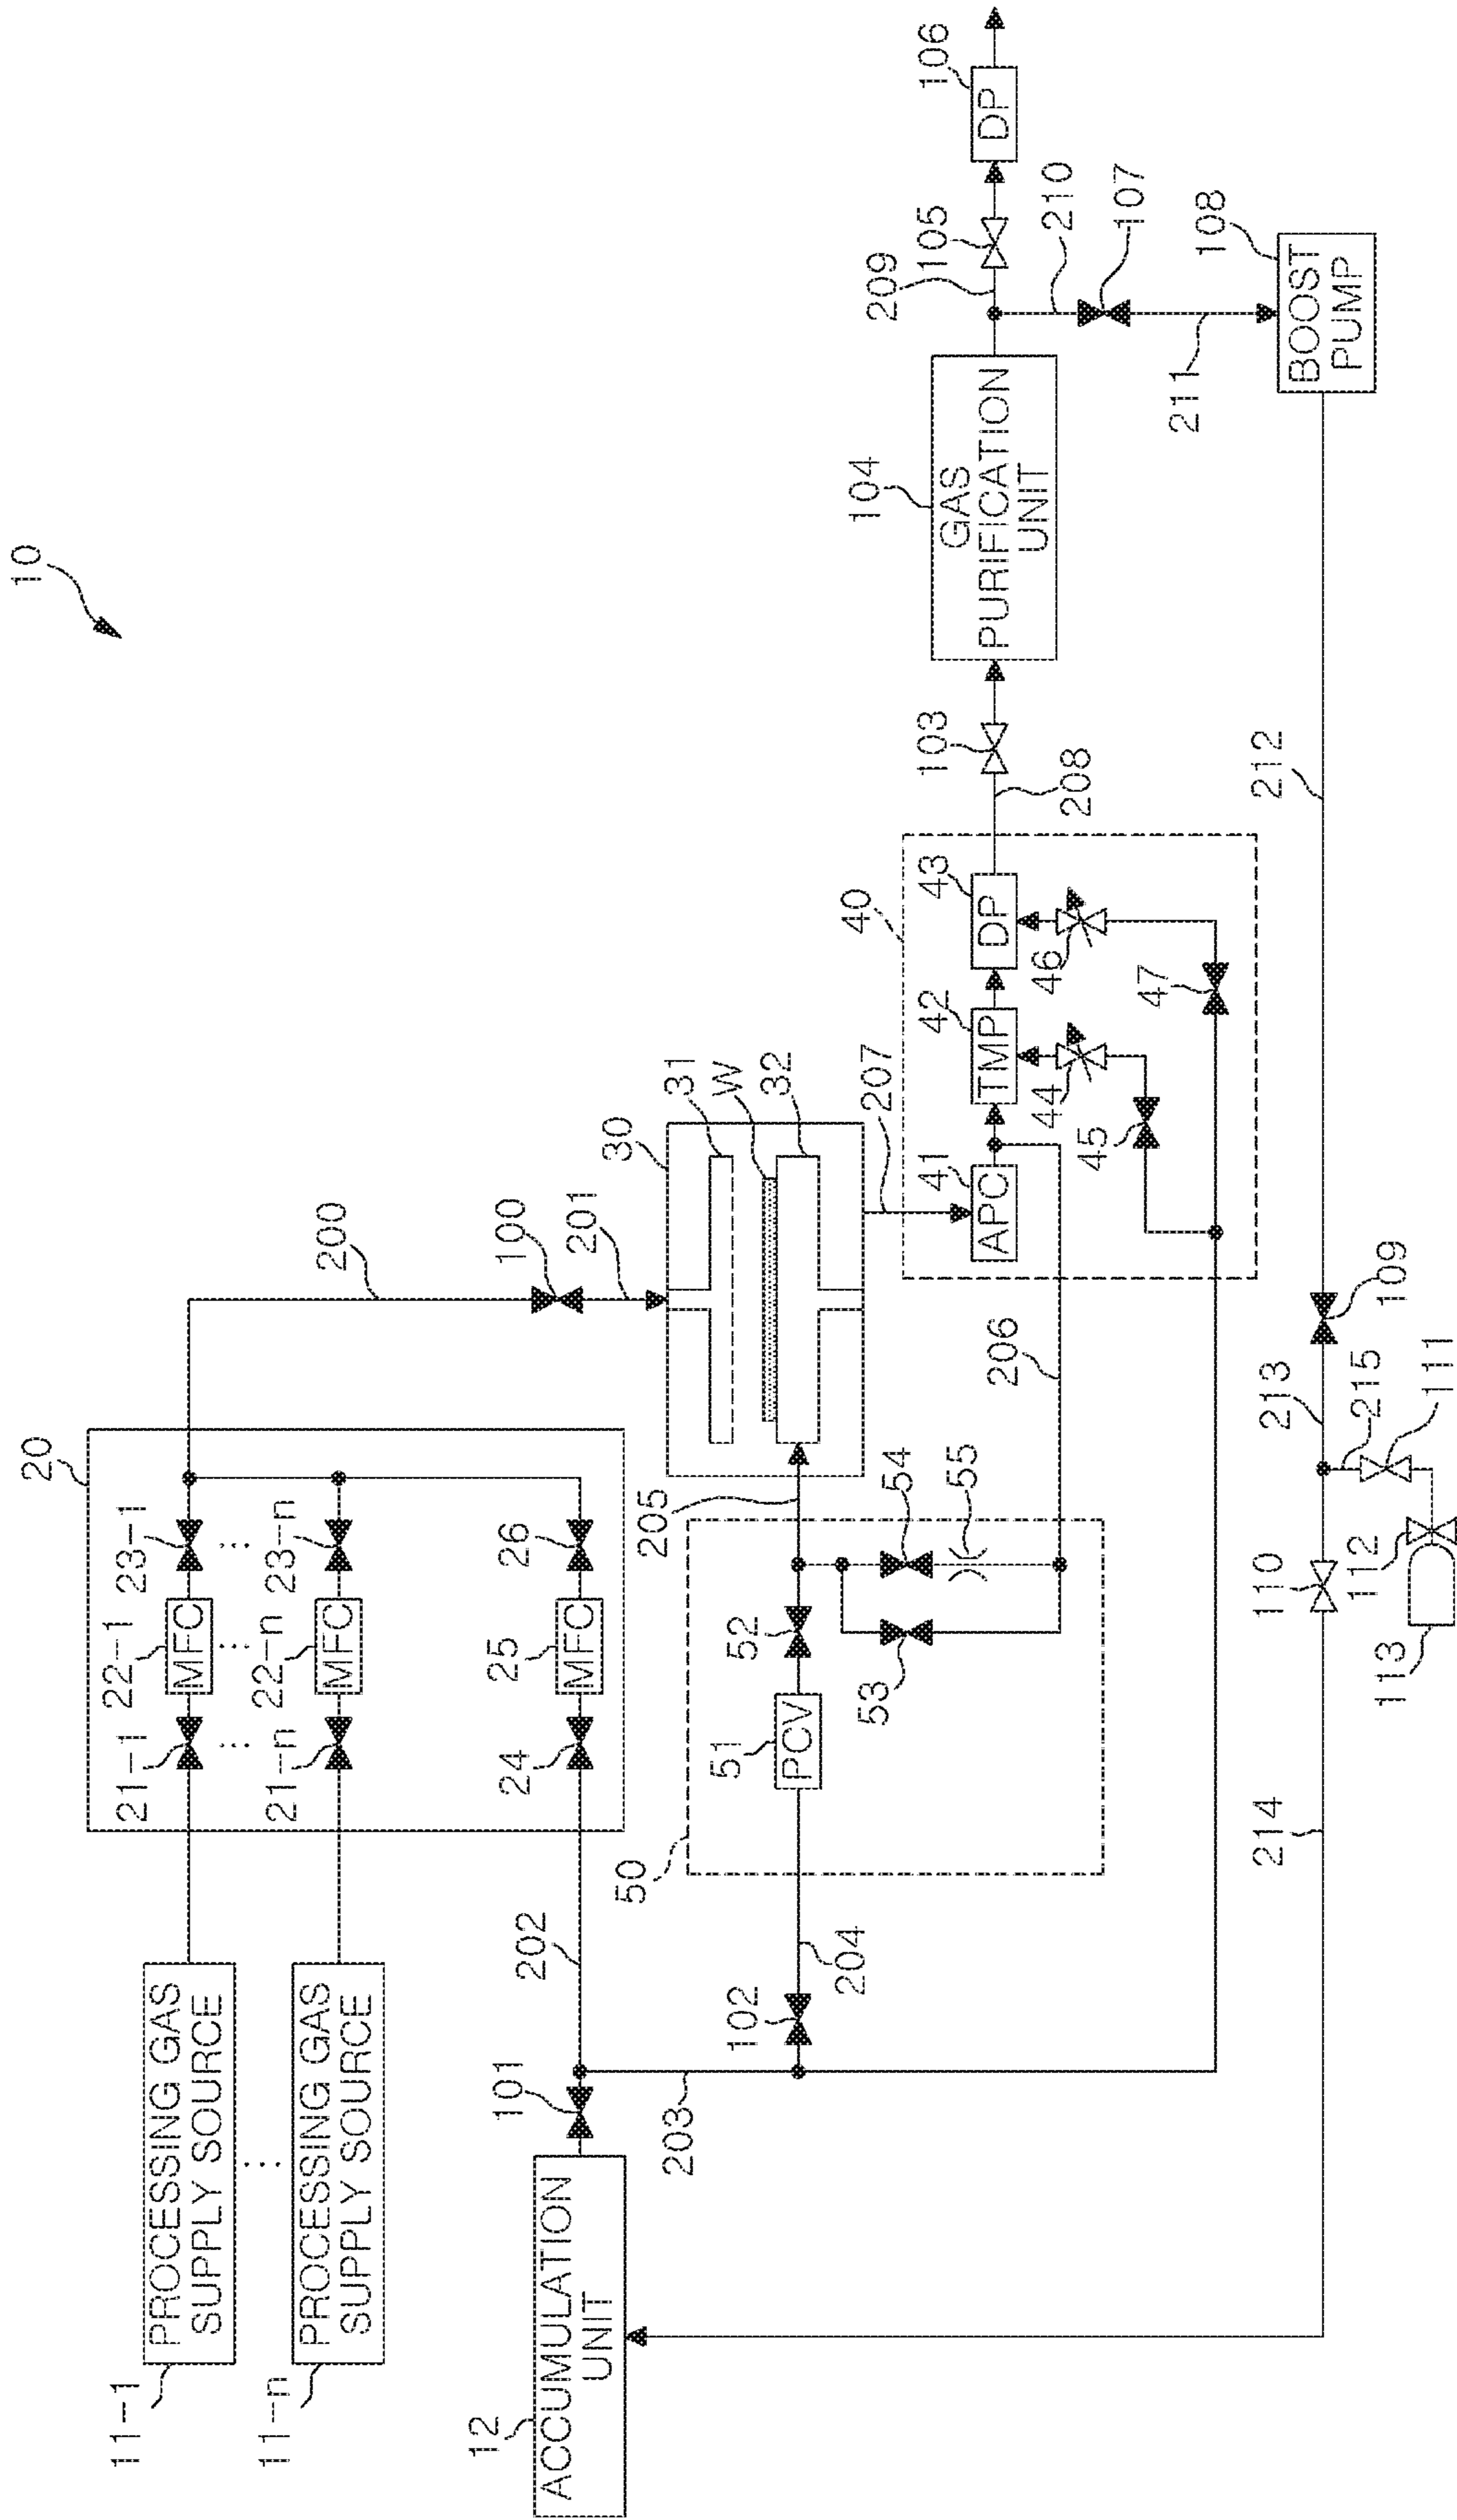 10
11-1
PROCESSING GAS
SUPPLY SOURCE
11-n
PROCESSING GAS
SUPPLY SOURCE
12
ACCUMULATION
UNIT
20
21-1
22-1
MFC
23-1
21-n
22-n
MFC
23-n
24
25
MFC
26
200
100
201
202
101
203
102
204
50
51
PCV
52
53
54
55
205
206
30
31
W
32
207
40
41
APC
42
TMP
43
DP
44
45
46
47
208
103
104
GAS
PURIFICATION
UNIT
209
105
DP
106
210
107
211
108
BOOST
PUMP
212
109
213
215
111
110
112
113
214